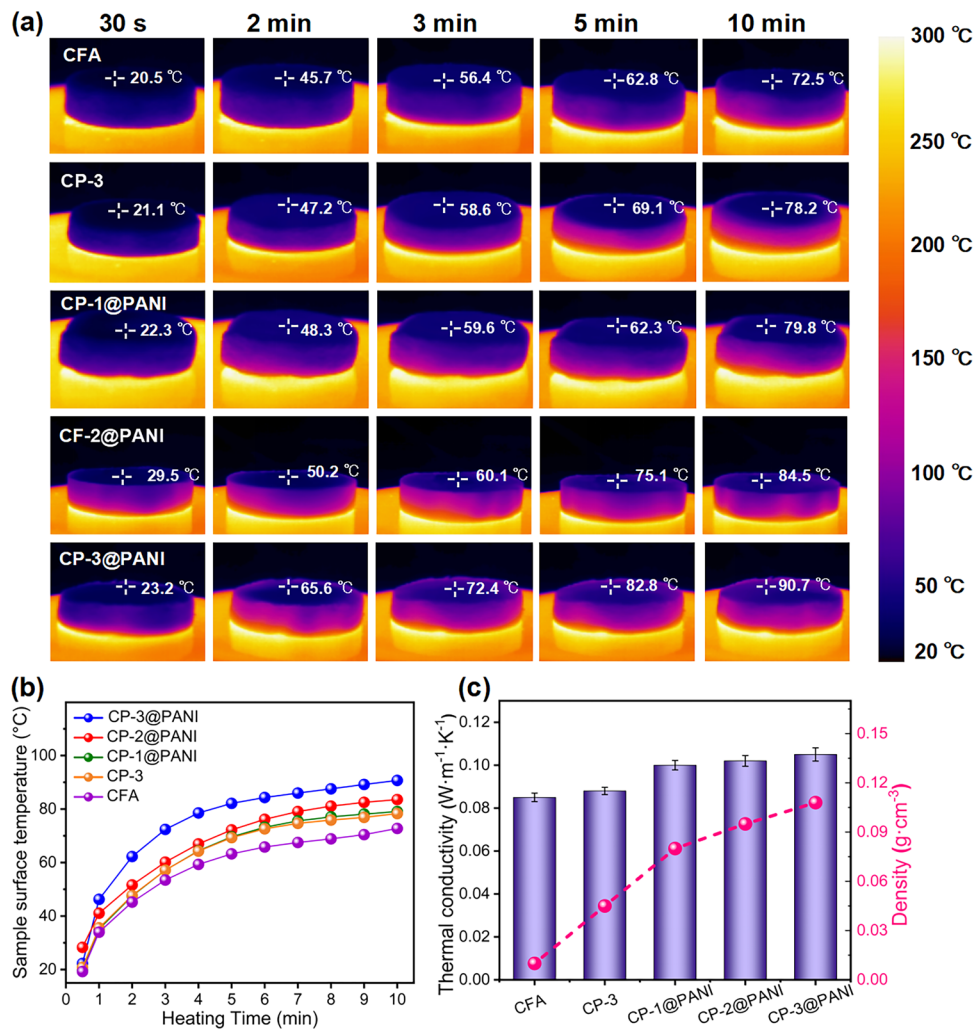 (a) 30 s 2 min 3 min 5 min 10 min
300 ℃
250 ℃
200 ℃
150 ℃
100 ℃
50 ℃
20 ℃
CFA
20.5 ℃ 45.7 ℃ 56.4 ℃ 62.8 ℃ 72.5 ℃
CP-3
21.1 ℃ 47.2 ℃ 58.6 ℃ 69.1 ℃ 78.2 ℃
CP-1@PANI
22.3 ℃ 48.3 ℃ 59.6 ℃ 62.3 ℃ 79.8 ℃
CF-2@PANI
29.5 ℃ 50.2 ℃ 60.1 ℃ 75.1 ℃ 84.5 ℃
CP-3@PANI
23.2 ℃ 65.6 ℃ 72.4 ℃ 82.8 ℃ 90.7 ℃
(b)
Sample surface temperature (°C)
100
80
60
40
20
CP-3@PANI
CP-2@PANI
CP-1@PANI
CP-3
CFA
0 1 2 3 4 5 6 7 8 9 10
Heating Time (min)
(c)
Thermal conductivity (W·m⁻¹·K⁻¹)
0.12
0.10
0.08
0.06
0.04
0.02
0.00
0.15
0.12
0.09
0.06
0.03
0.00
Density (g·cm⁻³)
CFA CP-3 CP-1@PANI CP-2@PANI CP-3@PANI